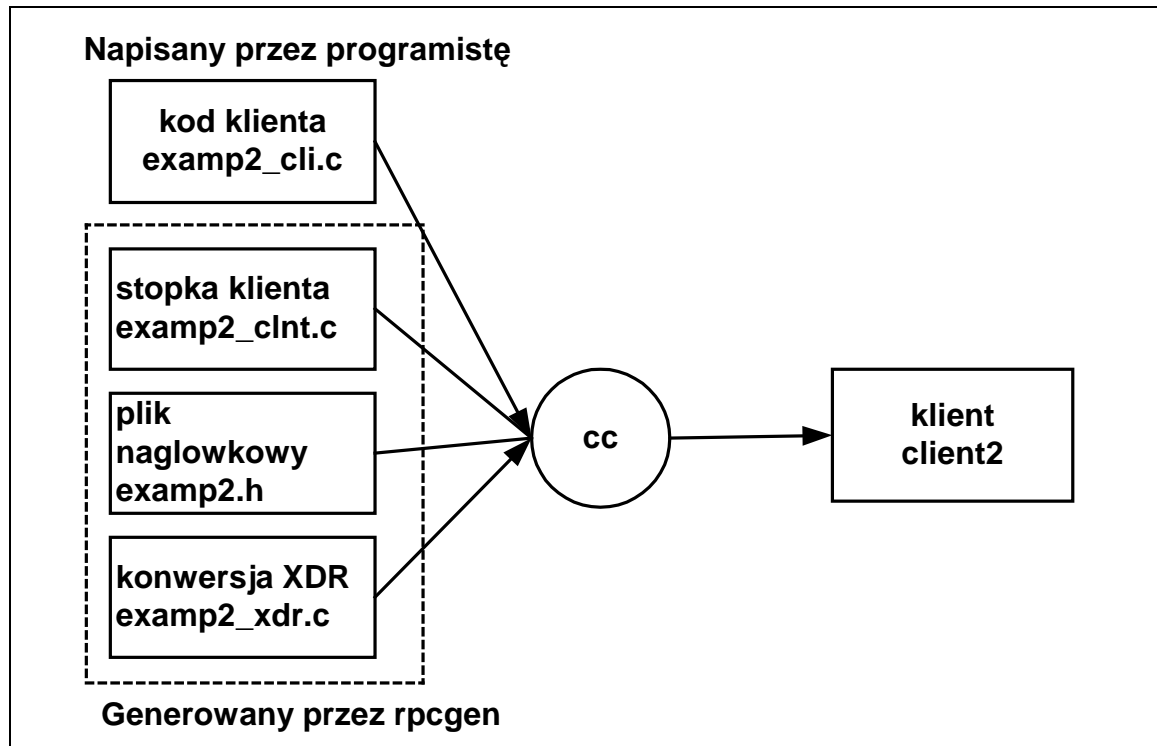 Napisany przez programistę
kod klienta
examp2_cli.c
stopka klienta
examp2_clnt.c
plik
naglowkowy
examp2.h
konwersja XDR
examp2_xdr.c
Generowany przez rpcgen
cc
klient
client2